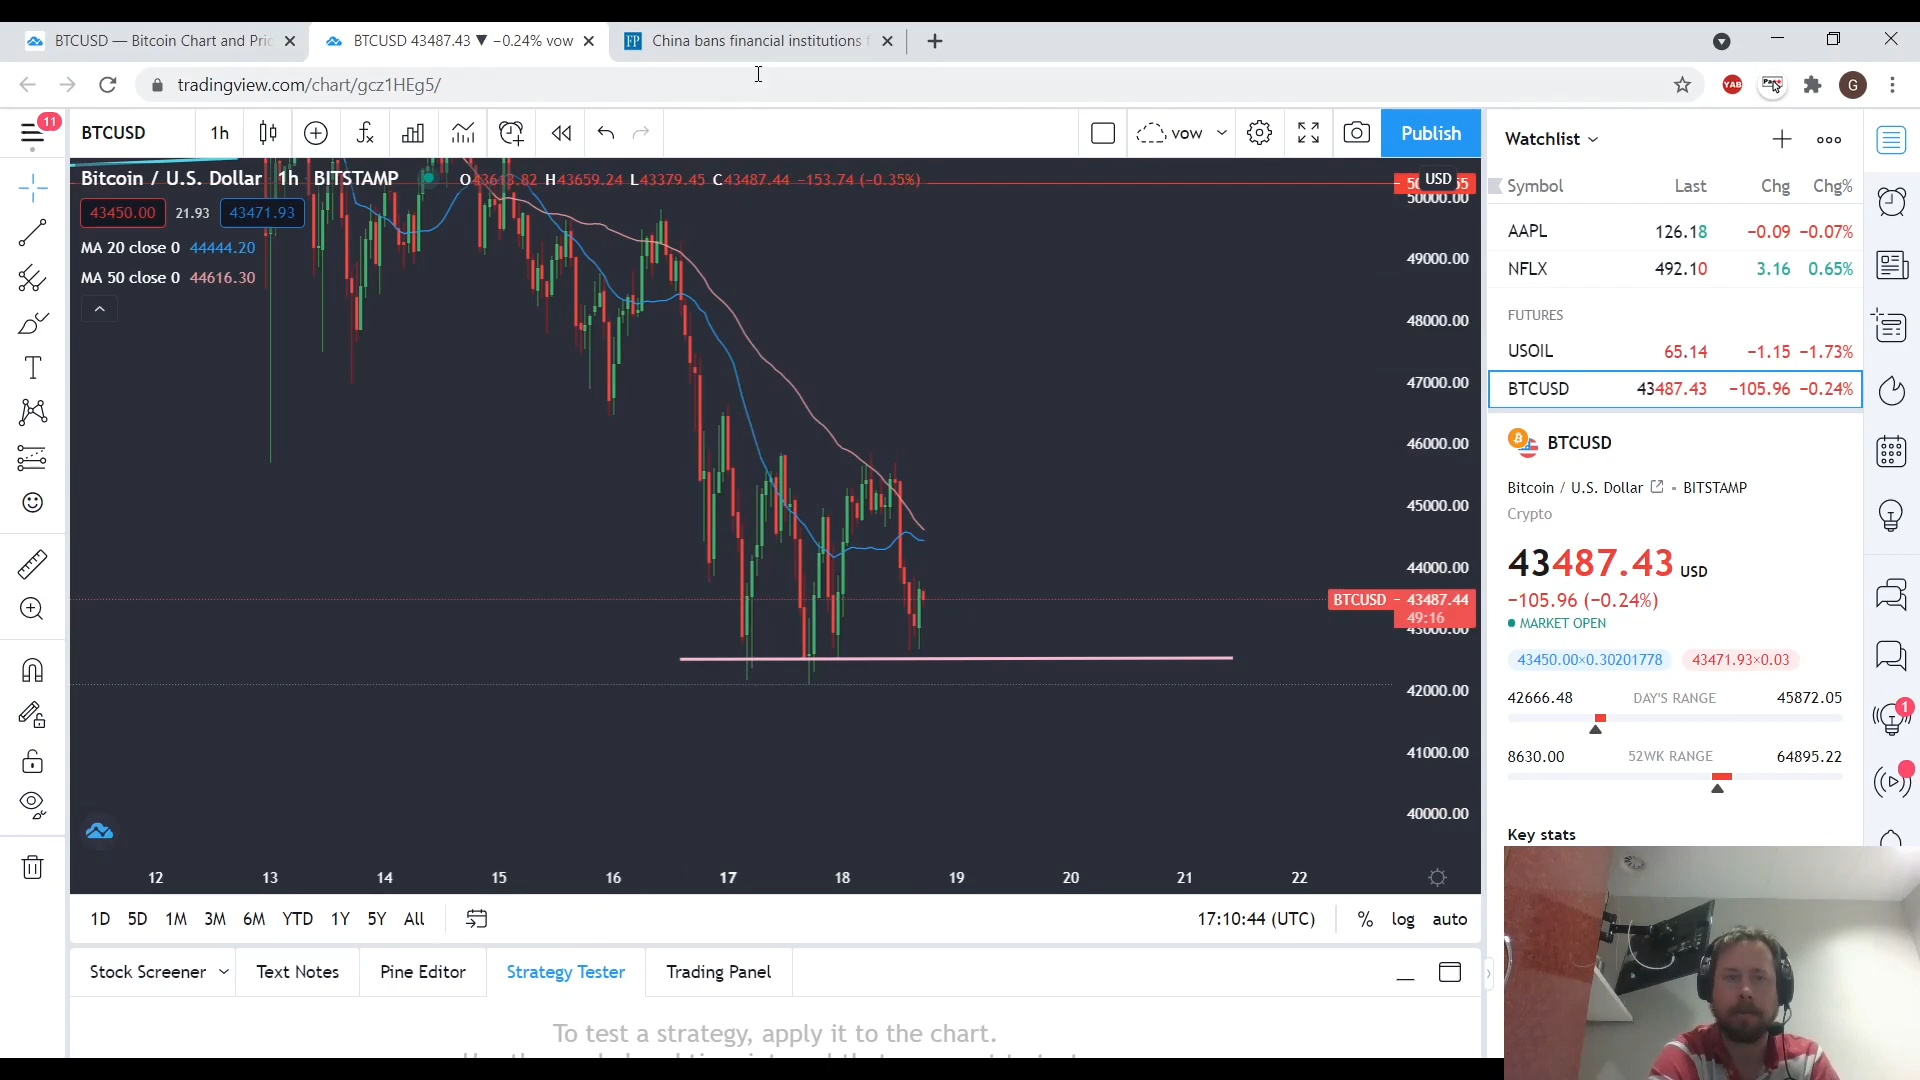 BTCUSD — Bitcoin Chart and Pric
BTCUSD 43487.43 ▼ −0.24% vow
FP China bans financial institutions f
tradingview.com/chart/gcz1HEg5/
YAB
G
11
BTCUSD 1h
vow
Publish
Bitcoin / U.S. Dollar 1h BITSTAMP
O43613.82 H43659.24 L43379.45 C43487.44 −153.74 (−0.35%)
43450.00 21.93 43471.93
MA 20 close 0 44444.20
MA 50 close 0 44616.30
USD
50000.00
49000.00
48000.00
47000.00
46000.00
45000.00
44000.00
BTCUSD 43487.44
49:16
43000.00
42000.00
41000.00
40000.00
12 13 14 15 16 17 18 19 20 21 22
1D 5D 1M 3M 6M YTD 1Y 5Y All
17:10:44 (UTC) % log auto
Stock Screener Text Notes Pine Editor Strategy Tester Trading Panel
To test a strategy, apply it to the chart.
Watchlist
Symbol Last Chg Chg%
AAPL 126.18 −0.09 −0.07%
NFLX 492.10 3.16 0.65%
FUTURES
USOIL 65.14 −1.15 −1.73%
BTCUSD 43487.43 −105.96 −0.24%
BTCUSD
Bitcoin / U.S. Dollar • BITSTAMP
Crypto
43487.43 USD
−105.96 (−0.24%)
MARKET OPEN
43450.00×0.30201778 43471.93×0.03
42666.48 DAY'S RANGE 45872.05
8630.00 52WK RANGE 64895.22
Key stats
1